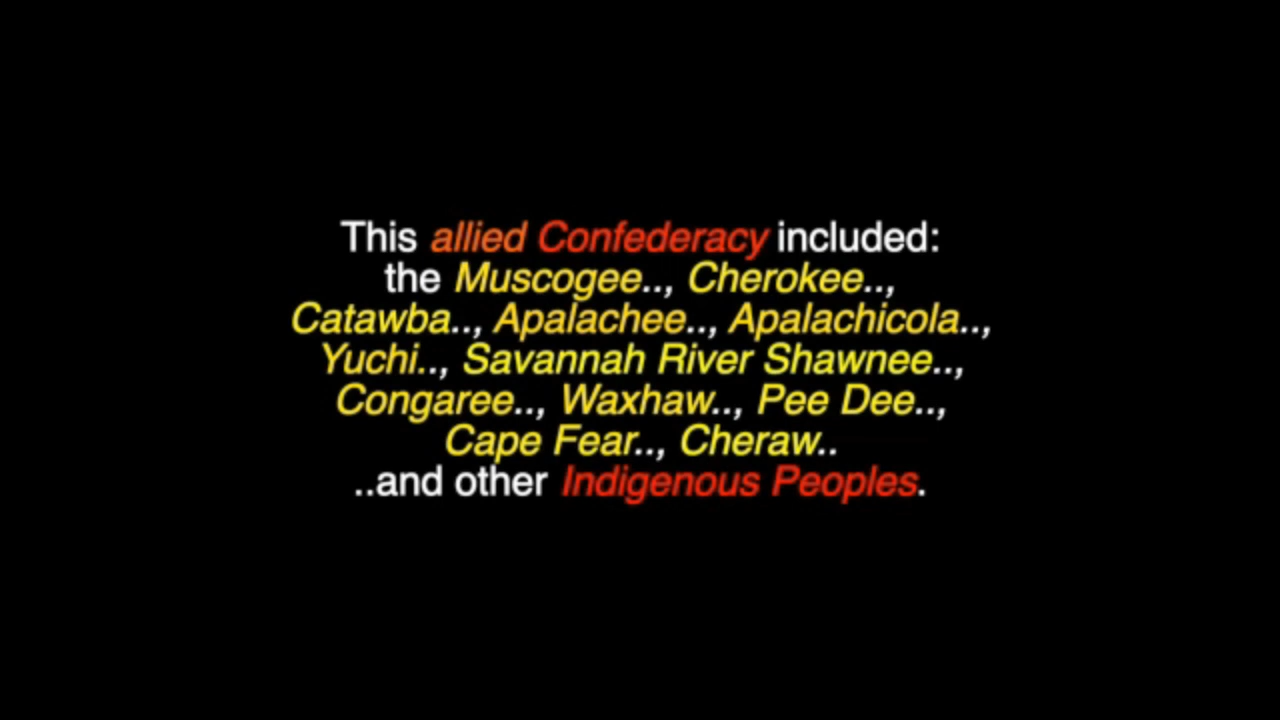 This allied Confederacy included:
the Muscogee.., Cherokee..,
Catawba.., Apalachee.., Apalachicola..,
Yuchi.., Savannah River Shawnee..,
Congaree.., Waxhaw.., Pee Dee..,
Cape Fear.., Cheraw..
..and other Indigenous Peoples.